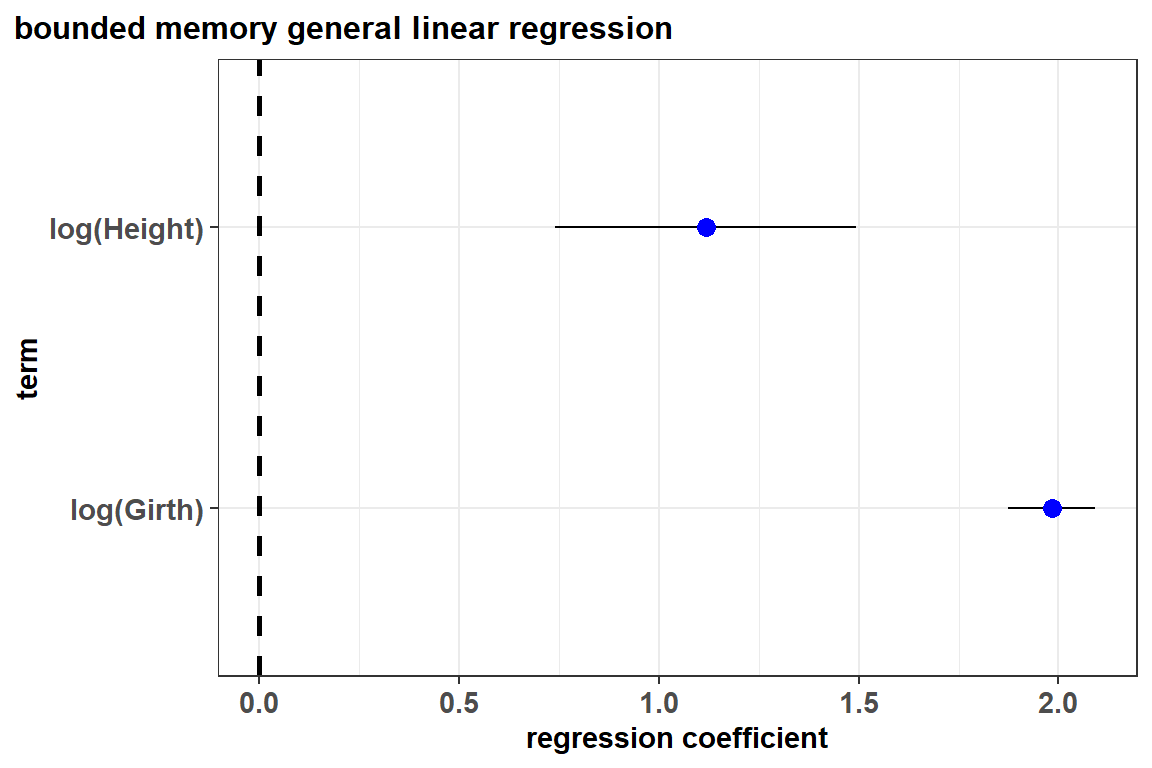 bounded memory general linear regression
term
log(Height)
log(Girth)
0.0 0.5 1.0 1.5 2.0
regression coefficient